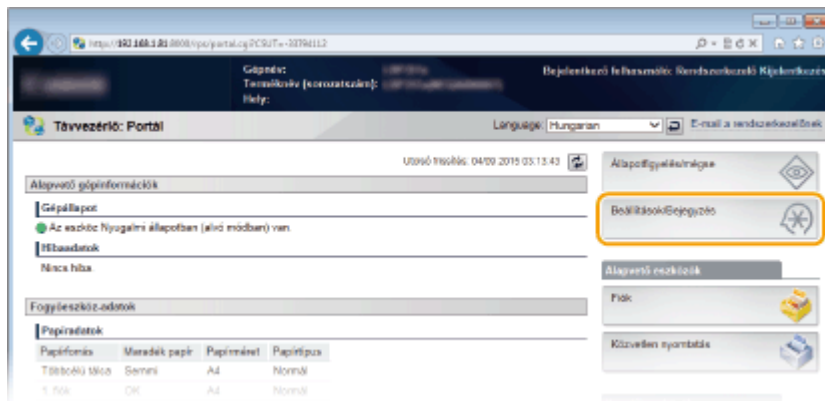 Gépnév:
Terméknév (sorozatszám):
Hely:
Bejelentkező felhasználó: Rendszerkezelő Kijelentkezés
Távvezérlő: Portál
Language: Hungarian
E-mail a rendszerkezelőnek
Utolsó frissítés: 04/09 2015 03:13:43
Alapvető gépinformációk
Gépállapot
Az eszköz Nyugalmi állapotban (alvó módban) van.
Hibaadatok
Nincs hiba.
Fogyóeszköz-adatok
Papíradatok
Papírforrás Maradék papír Papírméret Papírtípus
Többcélú tálca Semmi A4 Normál
1. fiók OK A4 Normál
Állapotfigyelés/mégse
Beállítások/Bejegyzés
Alapvető eszközök
Fiók
Közvetlen nyomtatás